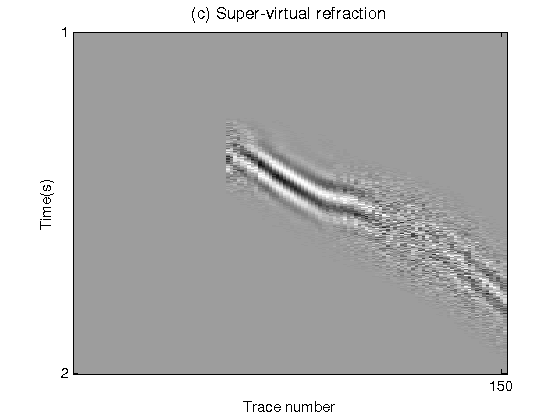 (c) Super-virtual refraction
1
Time(s)
2
150
Trace number